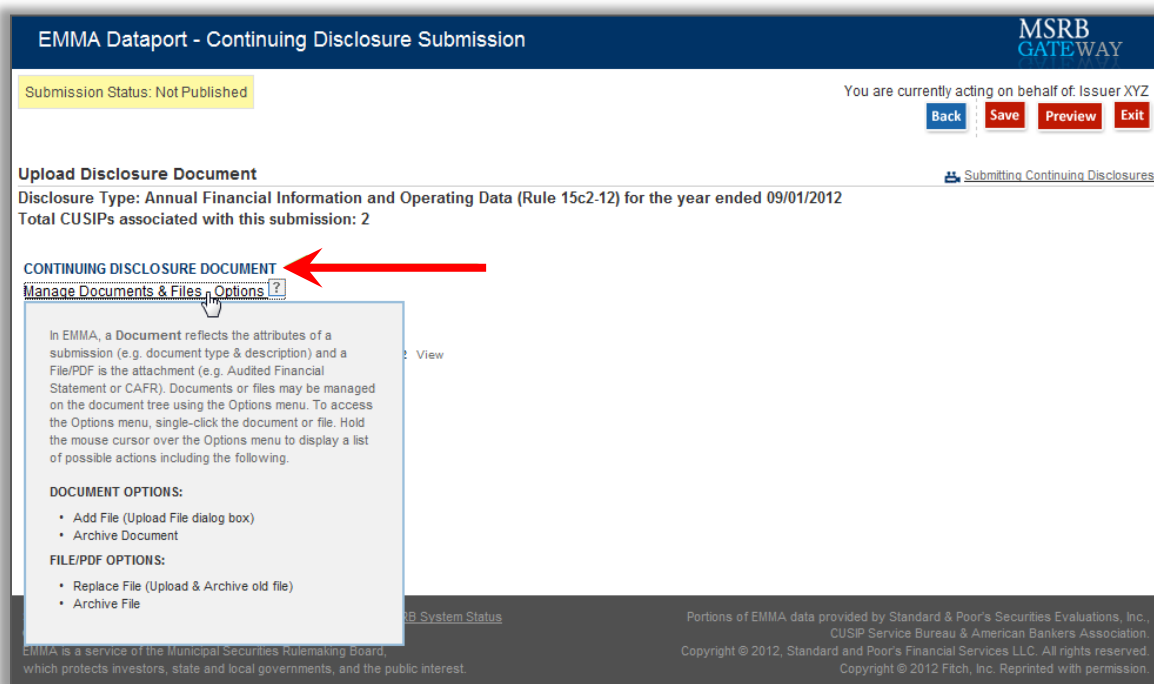 EMMA Dataport - Continuing Disclosure Submission
MSRB
GATEWAY
Submission Status: Not Published
You are currently acting on behalf of: Issuer XYZ
Back Save Preview Exit
Upload Disclosure Document
Submitting Continuing Disclosures
Disclosure Type: Annual Financial Information and Operating Data (Rule 15c2-12) for the year ended 09/01/2012
Total CUSIPs associated with this submission: 2
CONTINUING DISCLOSURE DOCUMENT
Manage Documents & Files - Options ?
View
In EMMA, a Document reflects the attributes of a
submission (e.g. document type & description) and a
File/PDF is the attachment (e.g. Audited Financial
Statement or CAFR). Documents or files may be managed
on the document tree using the Options menu. To access
the Options menu, single-click the document or file. Hold
the mouse cursor over the Options menu to display a list
of possible actions including the following.
DOCUMENT OPTIONS:
• Add File (Upload File dialog box)
• Archive Document
FILE/PDF OPTIONS:
• Replace File (Upload & Archive old file)
• Archive File
RB System Status
EMMA is a service of the Municipal Securities Rulemaking Board,
which protects investors, state and local governments, and the public interest.
Portions of EMMA data provided by Standard & Poor's Securities Evaluations, Inc.,
CUSIP Service Bureau & American Bankers Association.
Copyright © 2012, Standard and Poor's Financial Services LLC. All rights reserved.
Copyright © 2012 Fitch, Inc. Reprinted with permission.